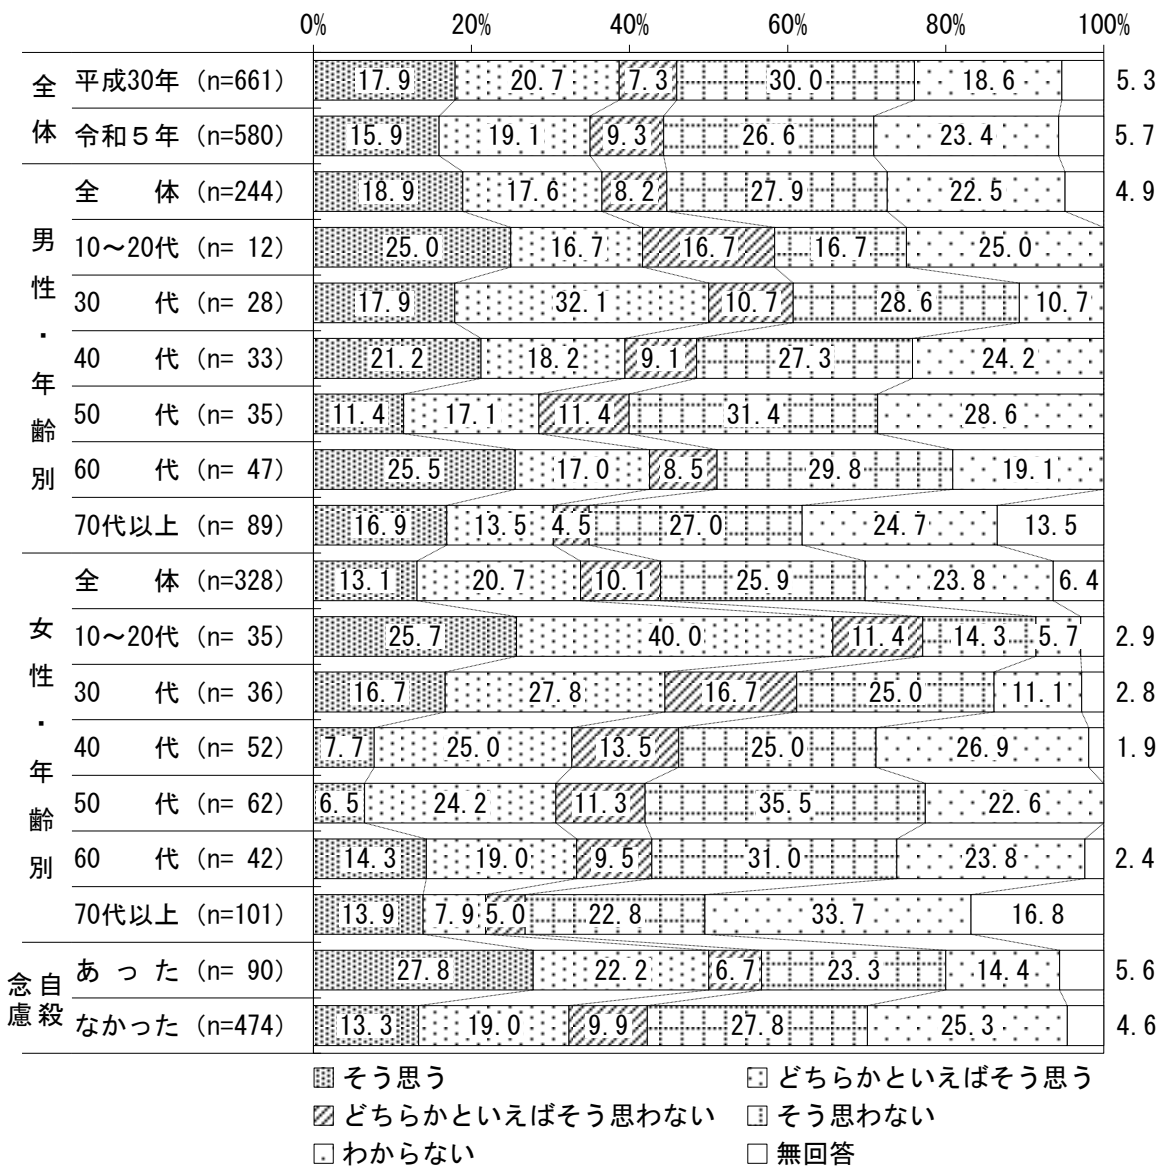 0% 20% 40% 60% 80% 100%
全体
平成30年 (n=661) 17.9 20.7 7.3 30.0 18.6 5.3
令和５年 (n=580) 15.9 19.1 9.3 26.6 23.4 5.7
男性・年齢別
全　体 (n=244) 18.9 17.6 8.2 27.9 22.5 4.9
10～20代 (n= 12) 25.0 16.7 16.7 16.7 25.0
30　代 (n= 28) 17.9 32.1 10.7 28.6 10.7
40　代 (n= 33) 21.2 18.2 9.1 27.3 24.2
50　代 (n= 35) 11.4 17.1 11.4 31.4 28.6
60　代 (n= 47) 25.5 17.0 8.5 29.8 19.1
70代以上 (n= 89) 16.9 13.5 4.5 27.0 24.7 13.5
女性・年齢別
全　体 (n=328) 13.1 20.7 10.1 25.9 23.8 6.4
10～20代 (n= 35) 25.7 40.0 11.4 14.3 5.7 2.9
30　代 (n= 36) 16.7 27.8 16.7 25.0 11.1 2.8
40　代 (n= 52) 7.7 25.0 13.5 25.0 26.9 1.9
50　代 (n= 62) 6.5 24.2 11.3 35.5 22.6
60　代 (n= 42) 14.3 19.0 9.5 31.0 23.8 2.4
70代以上 (n=101) 13.9 7.9 5.0 22.8 33.7 16.8
自殺念慮
あった (n= 90) 27.8 22.2 6.7 23.3 14.4 5.6
なかった (n=474) 13.3 19.0 9.9 27.8 25.3 4.6
そう思う　どちらかといえばそう思う
どちらかといえばそう思わない　そう思わない
わからない　無回答